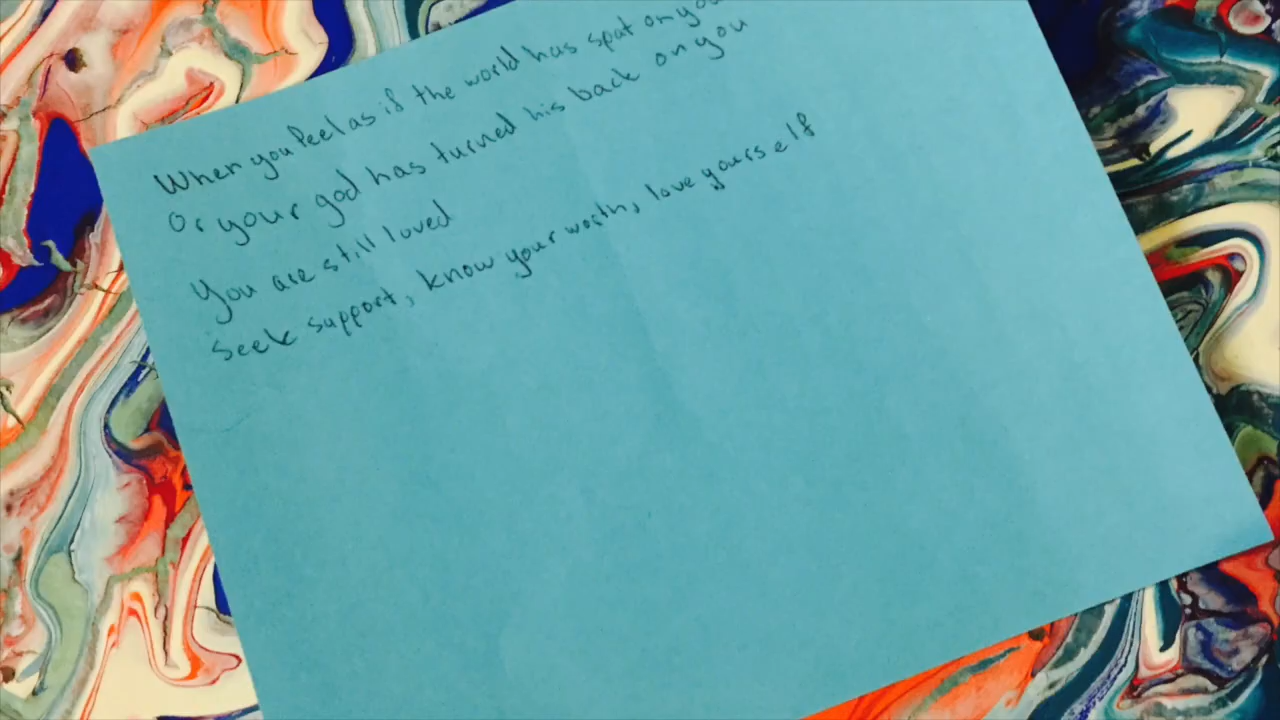 When you feel as if the world has spat on you
Or your god has turned his back on you
You are still loved
Seek support, know your worth, love yourself